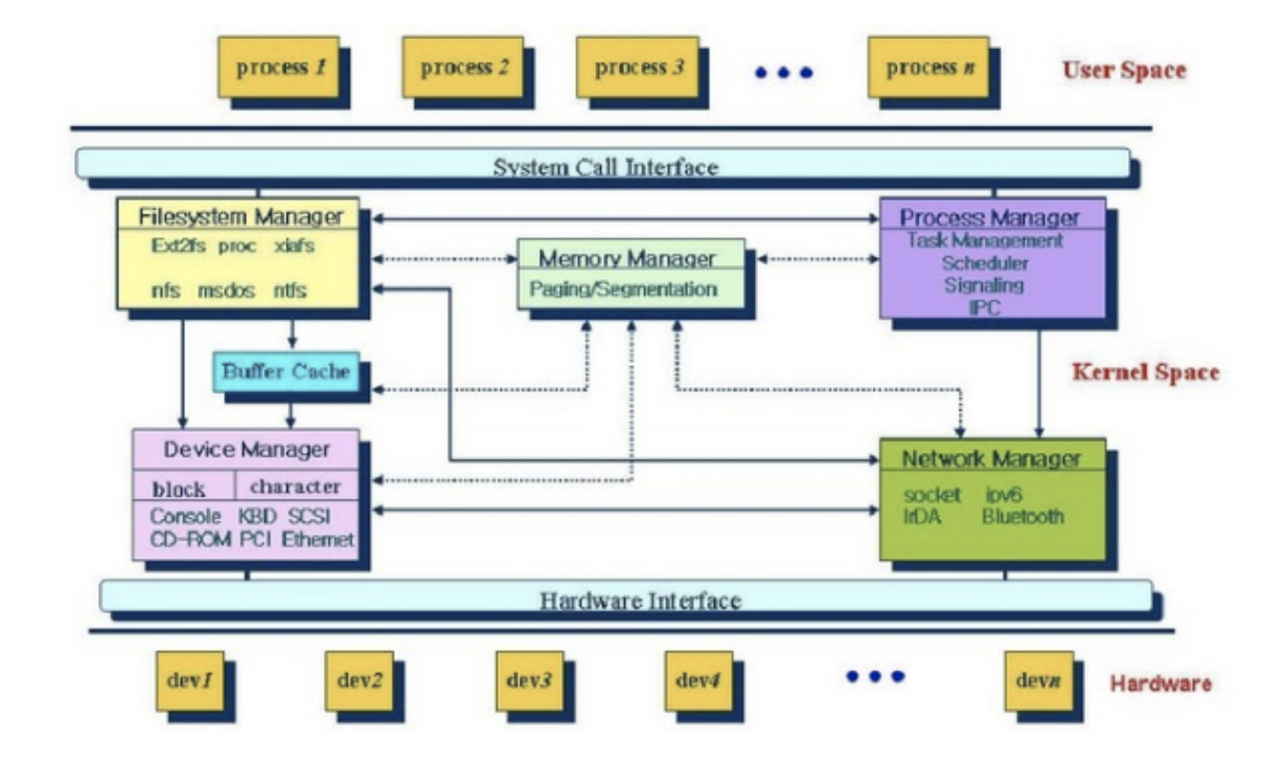 process 1 process 2 process 3 process n User Space
System Call Interface
Filesystem Manager
Ext2fs proc xiafs
nfs msdos ntfs
Memory Manager
Paging/Segmentation
Process Manager
Task Management
Scheduler
Signaling
IPC
Buffer Cache
Kernel Space
Device Manager
block character
Console KBD SCSI
CD-ROM PCI Ethernet
Network Manager
socket ipv6
IrDA Bluetooth
Hardware Interface
dev1 dev2 dev3 dev4 devn Hardware